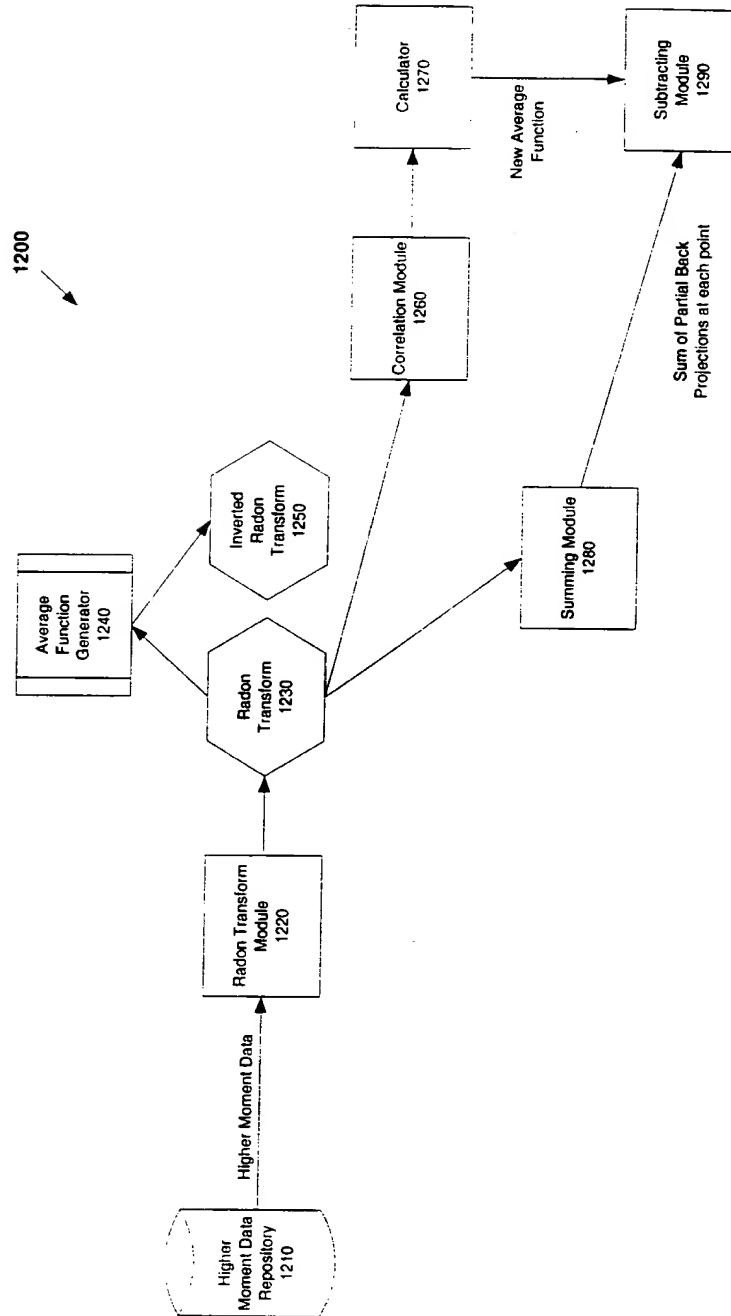 1200
Higher
Moment Data
Repository
1210
Higher Moment Data
Radon Transform
Module
1220
Radon
Transform
1230
Average
Function
Generator
1240
Inverted
Radon
Transform
1250
Correlation Module
1260
Calculator
1270
New Average
Function
Summing Module
1280
Sum of Partial Back
Projections at each point
Subtracting
Module
1290